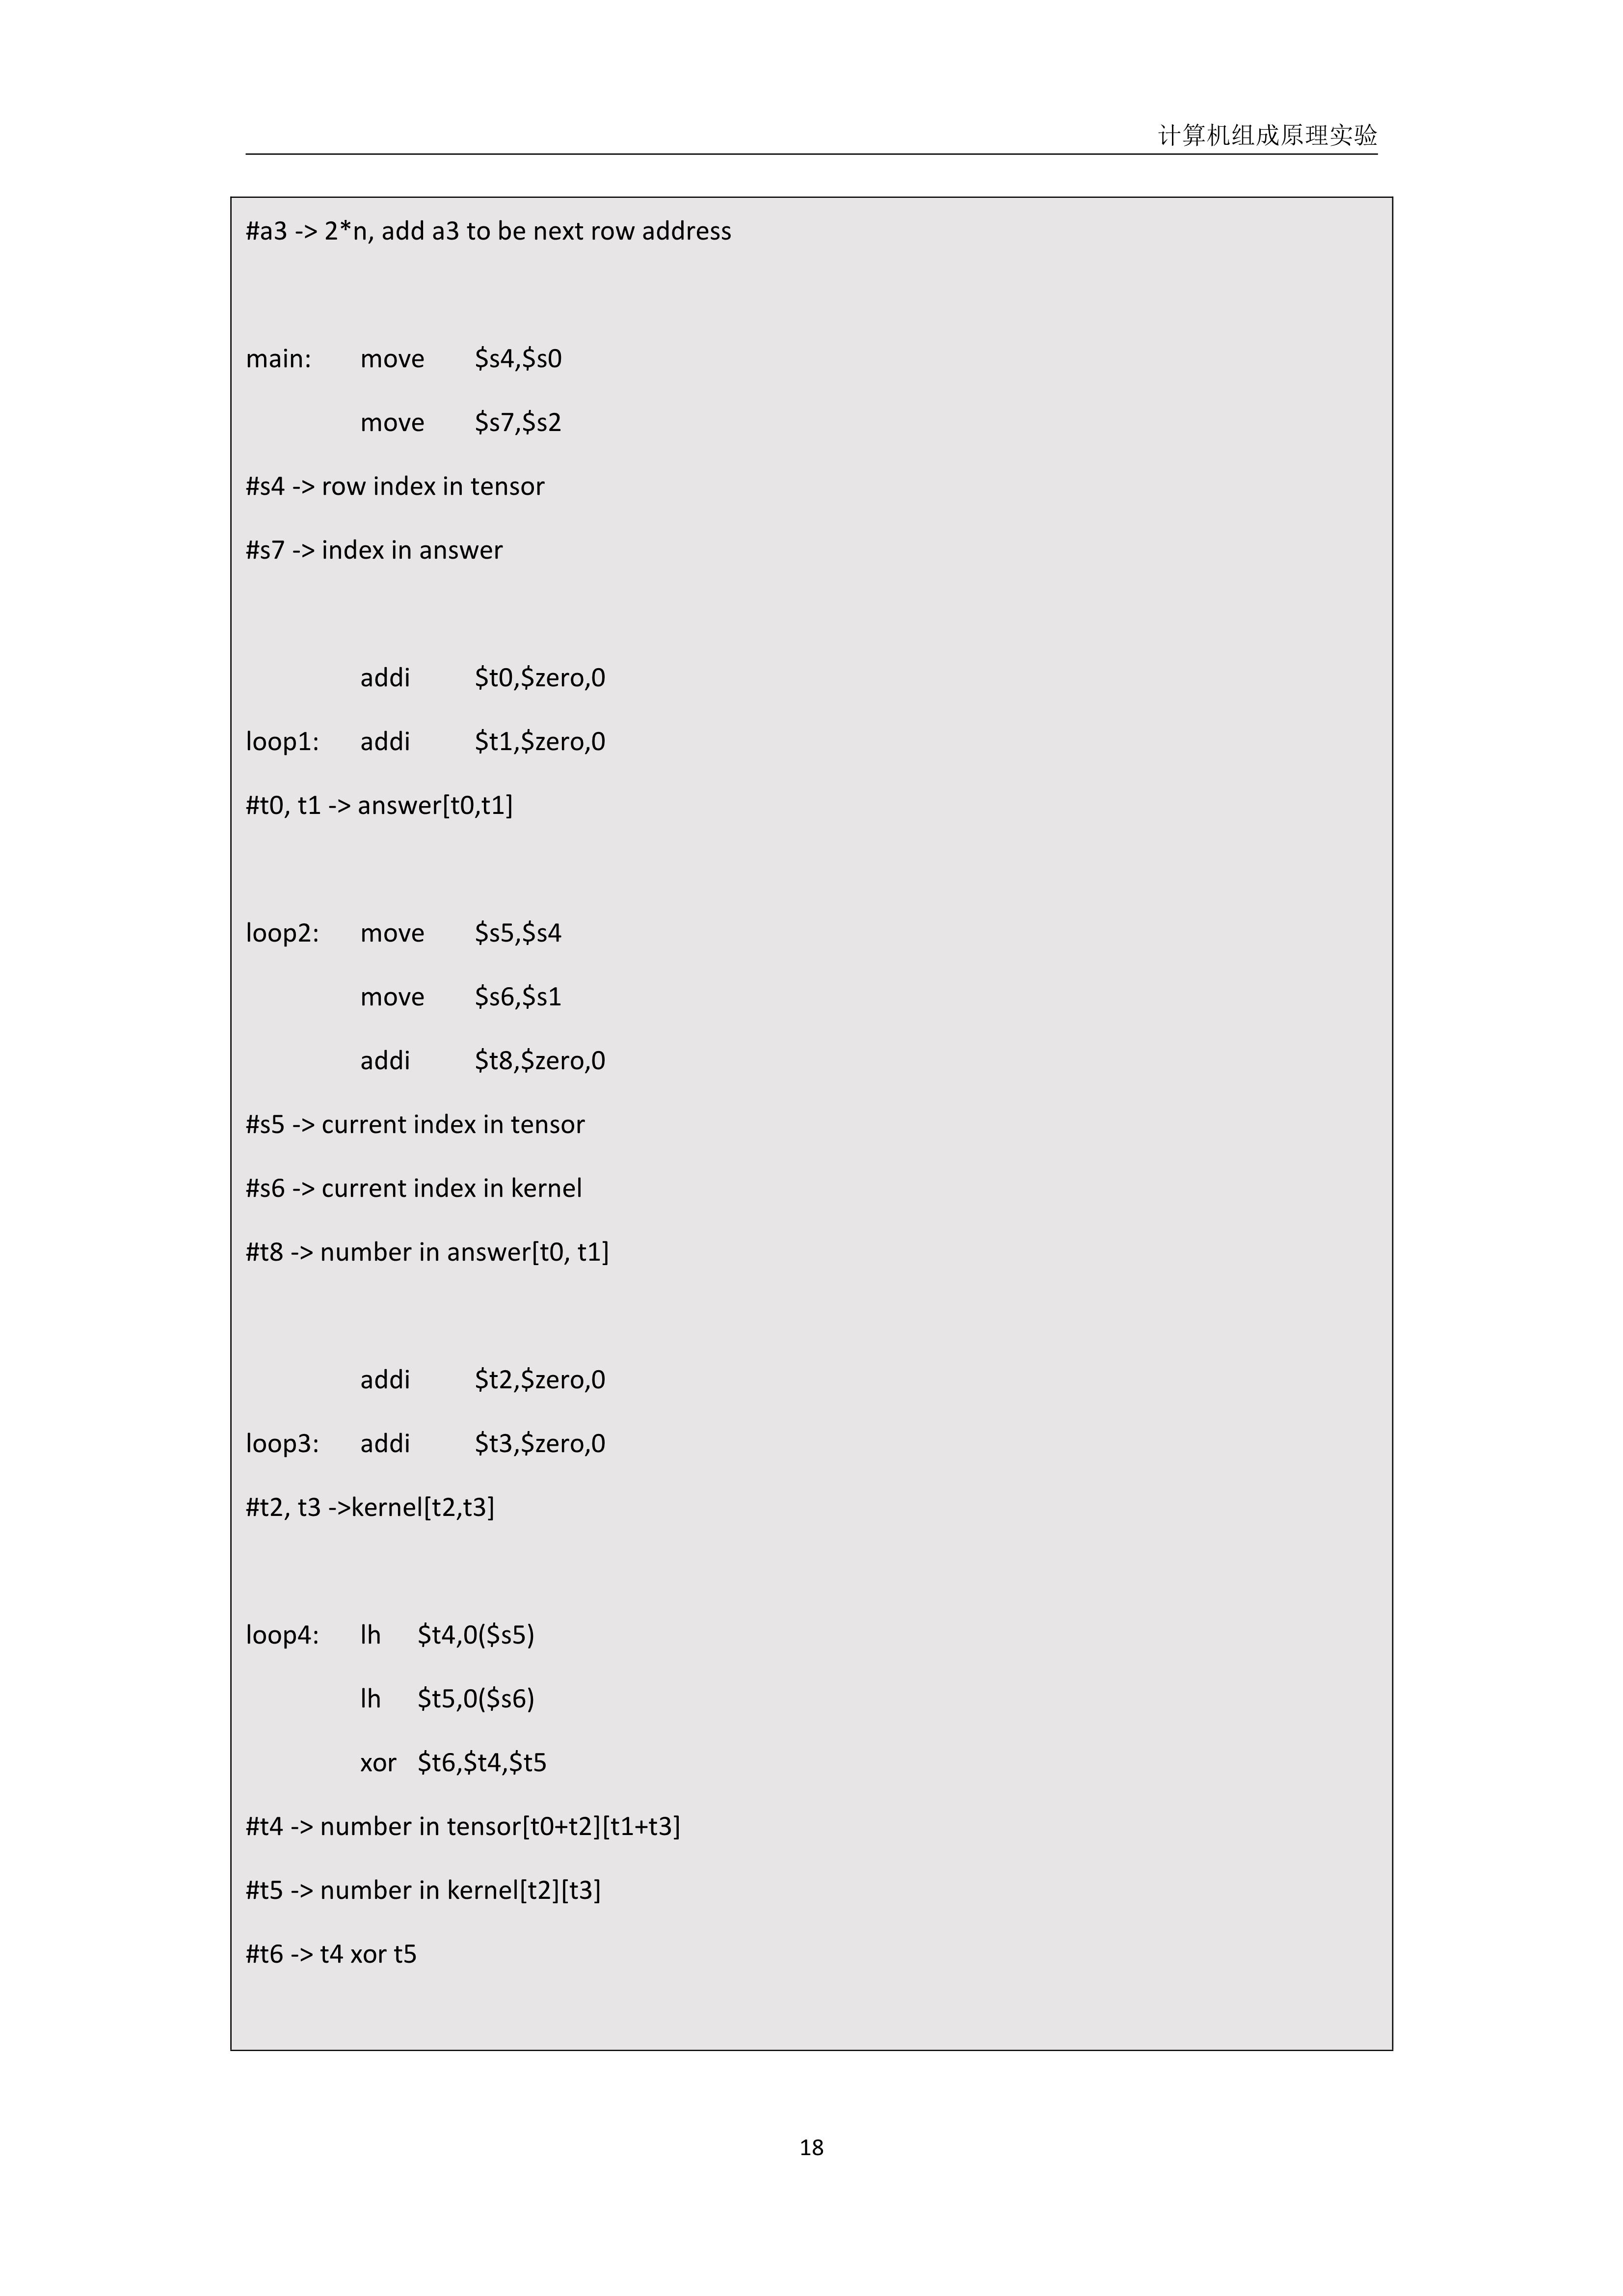 计算机组成原理实验
#a3 -> 2*n, add a3 to be next row address
main: move $s4,$s0
move $s7,$s2
#s4 -> row index in tensor
#s7 -> index in answer
addi $t0,$zero,0
loop1: addi $t1,$zero,0
#t0, t1 -> answer[t0,t1]
loop2: move $s5,$s4
move $s6,$s1
addi $t8,$zero,0
#s5 -> current index in tensor
#s6 -> current index in kernel
#t8 -> number in answer[t0, t1]
addi $t2,$zero,0
loop3: addi $t3,$zero,0
#t2, t3 ->kernel[t2,t3]
loop4: lh $t4,0($s5)
lh $t5,0($s6)
xor $t6,$t4,$t5
#t4 -> number in tensor[t0+t2][t1+t3]
#t5 -> number in kernel[t2][t3]
#t6 -> t4 xor t5
18